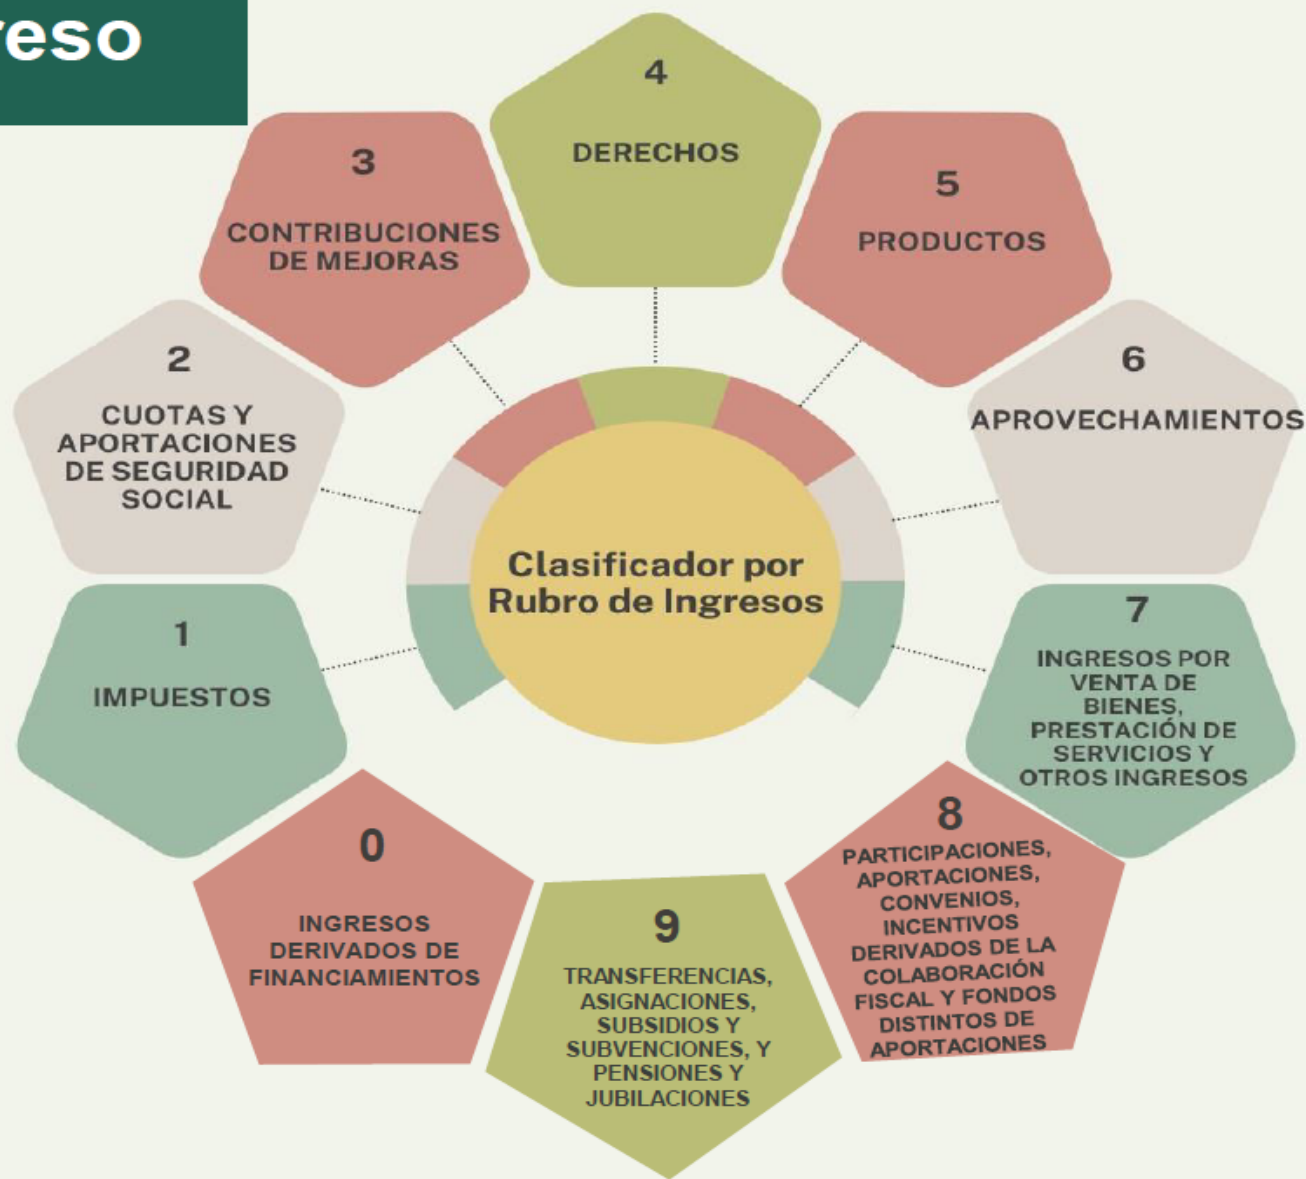 reso
4
DERECHOS
3
CONTRIBUCIONES
DE MEJORAS
5
PRODUCTOS
2
CUOTAS Y
APORTACIONES
DE SEGURIDAD
SOCIAL
6
APROVECHAMIENTOS
Clasificador por
Rubro de Ingresos
1
IMPUESTOS
7
INGRESOS POR
VENTA DE
BIENES,
PRESTACIÓN DE
SERVICIOS Y
OTROS INGRESOS
0
INGRESOS
DERIVADOS DE
FINANCIAMIENTOS
9
TRANSFERENCIAS,
ASIGNACIONES,
SUBSIDIOS Y
SUBVENCIONES, Y
PENSIONES Y
JUBILACIONES
8
PARTICIPACIONES,
APORTACIONES,
CONVENIOS,
INCENTIVOS
DERIVADOS DE LA
COLABORACIÓN
FISCAL Y FONDOS
DISTINTOS DE
APORTACIONES